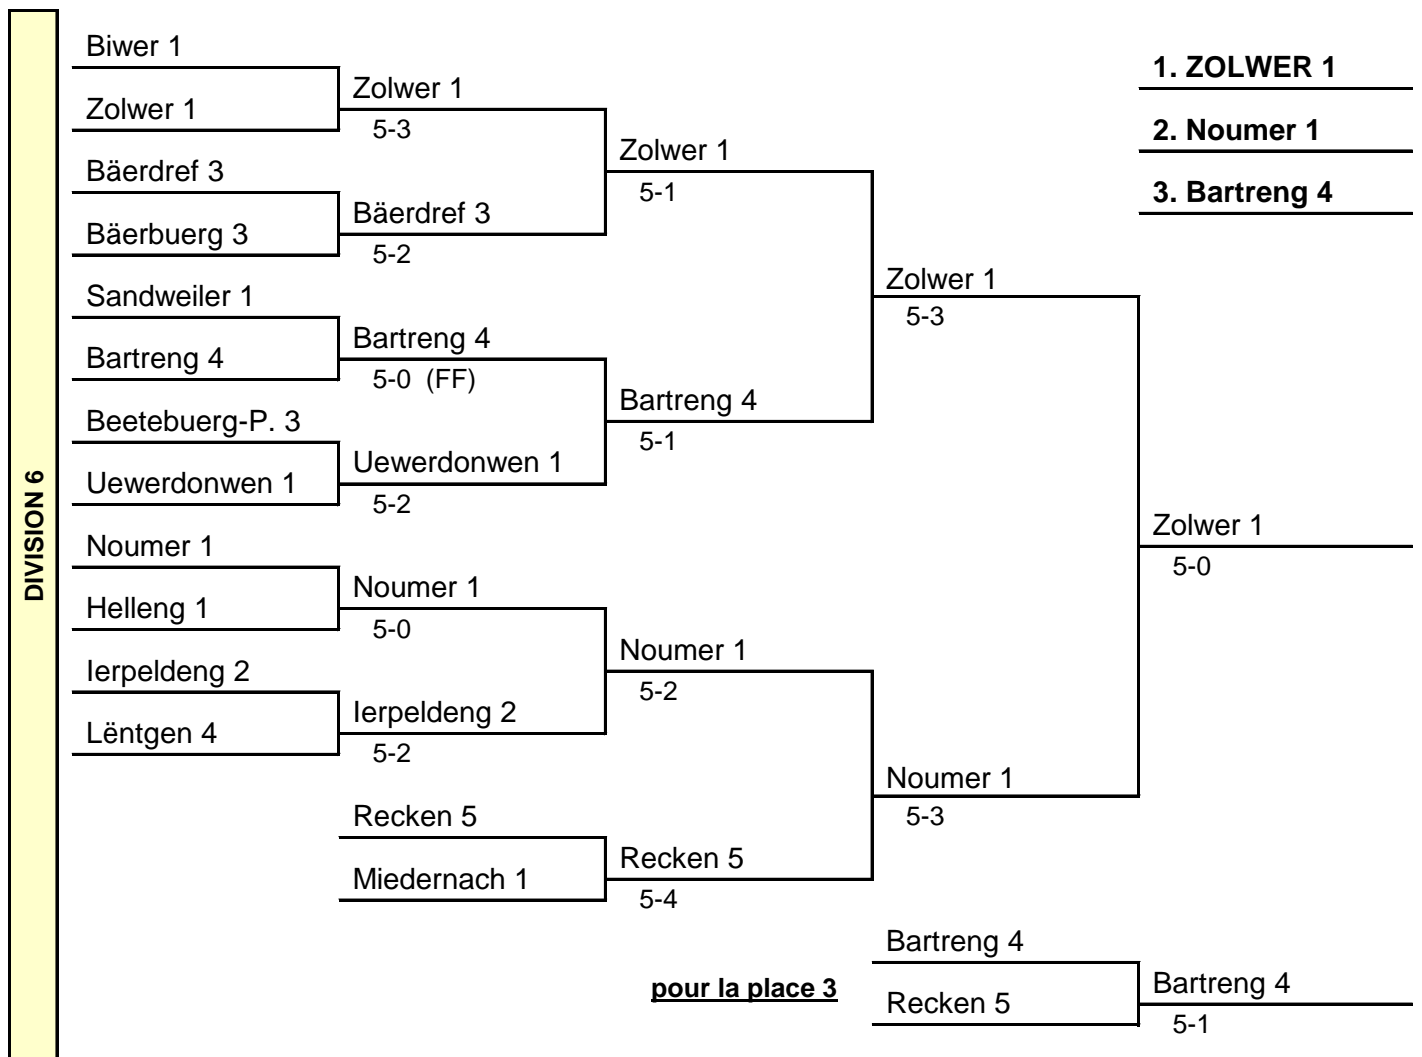 DIVISION 6
Biwer 1
Zolwer 1
Bäerdref 3
Bäerbuerg 3
Sandweiler 1
Bartreng 4
Beetebuerg-P. 3
Uewerdonwen 1
Noumer 1
Helleng 1
Ierpeldeng 2
Lëntgen 4
Zolwer 1
5-3
Bäerdref 3
5-2
Bartreng 4
5-0 (FF)
Uewerdonwen 1
5-2
Noumer 1
5-0
Ierpeldeng 2
5-2
Recken 5
Miedernach 1
Zolwer 1
5-1
Bartreng 4
5-1
Noumer 1
5-2
Recken 5
5-4
Zolwer 1
5-3
Noumer 1
5-3
Zolwer 1
5-0
pour la place 3
Bartreng 4
Recken 5
Bartreng 4
5-1
1. ZOLWER 1
2. Noumer 1
3. Bartreng 4